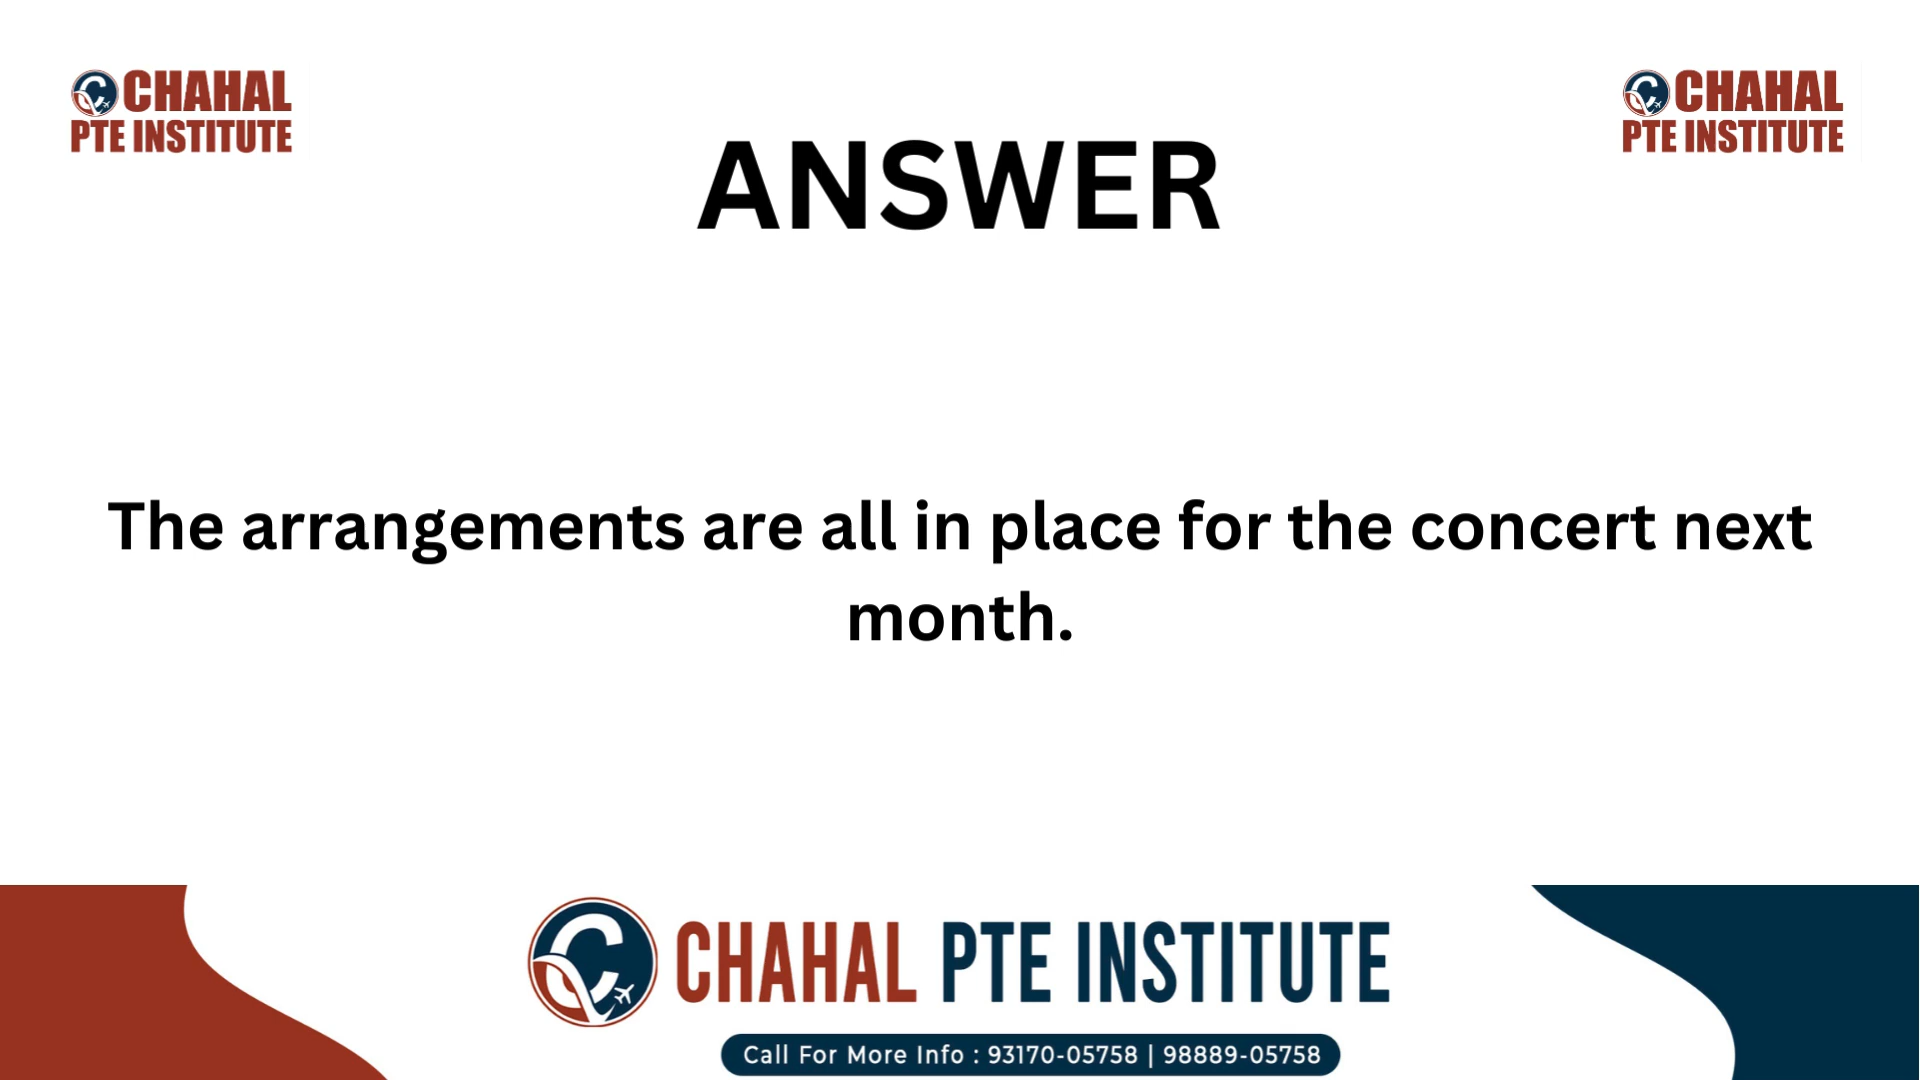 CHAHAL
PTE INSTITUTE
CHAHAL
PTE INSTITUTE
ANSWER
The arrangements are all in place for the concert next
month.
CHAHAL PTE INSTITUTE
Call For More Info : 93170-05758 | 98889-05758